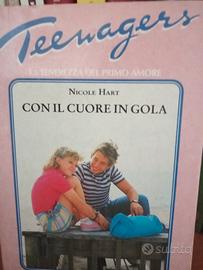 Teenagers
LA TENEREZZA DEL PRIMO AMORE
NICOLE HART
CON IL CUORE IN GOLA
SUBITO